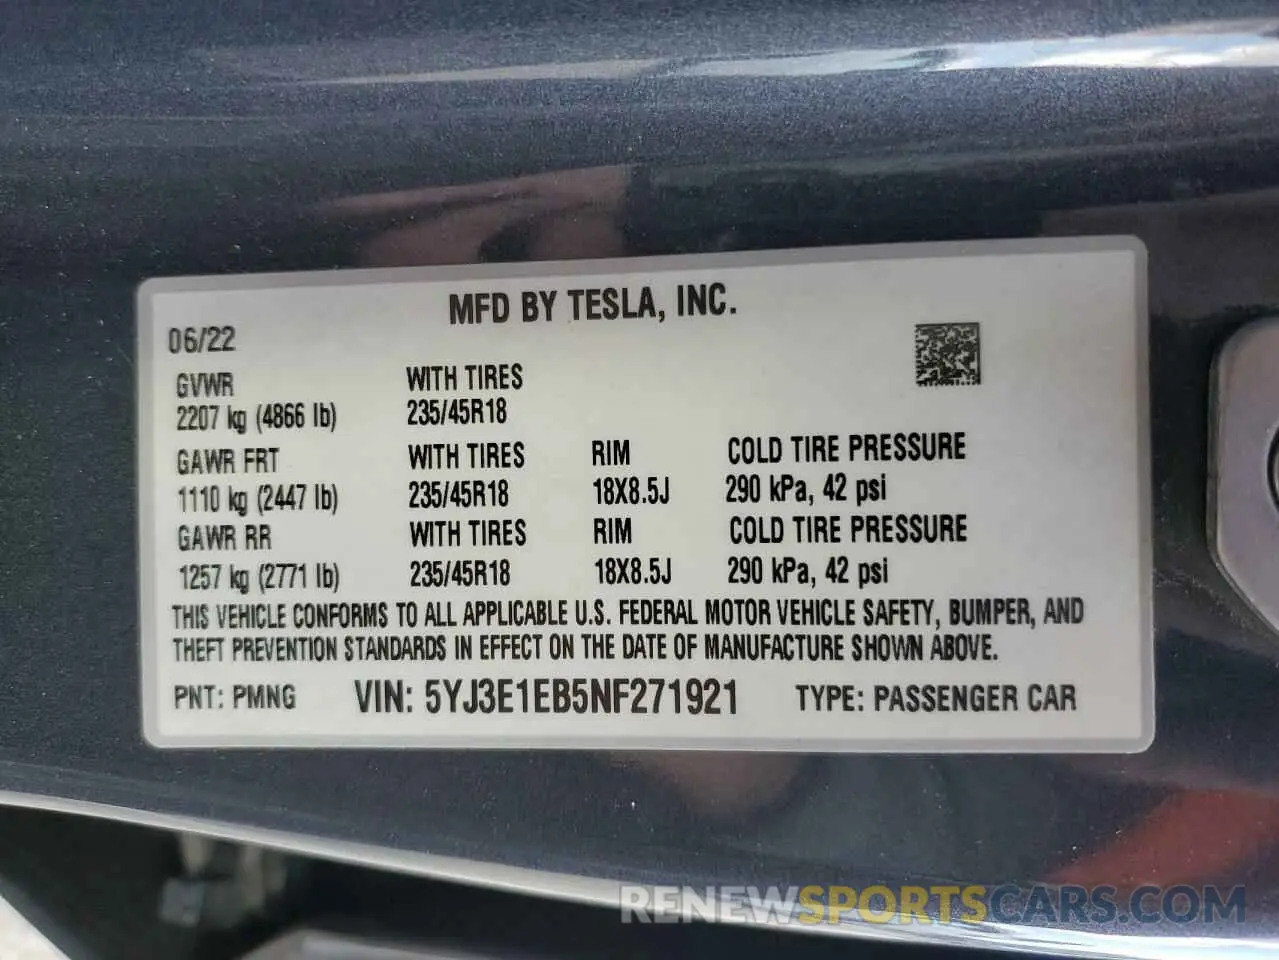 MFD BY TESLA, INC.
06/22
GVWR WITH TIRES
2207 kg (4866 lb) 235/45R18
GAWR FRT WITH TIRES RIM COLD TIRE PRESSURE
1110 kg (2447 lb) 235/45R18 18X8.5J 290 kPa, 42 psi
GAWR RR WITH TIRES RIM COLD TIRE PRESSURE
1257 kg (2771 lb) 235/45R18 18X8.5J 290 kPa, 42 psi
THIS VEHICLE CONFORMS TO ALL APPLICABLE U.S. FEDERAL MOTOR VEHICLE SAFETY, BUMPER, AND
THEFT PREVENTION STANDARDS IN EFFECT ON THE DATE OF MANUFACTURE SHOWN ABOVE.
PNT: PMNG VIN: 5YJ3E1EB5NF271921 TYPE: PASSENGER CAR
RENEWSPORTSCARS.COM